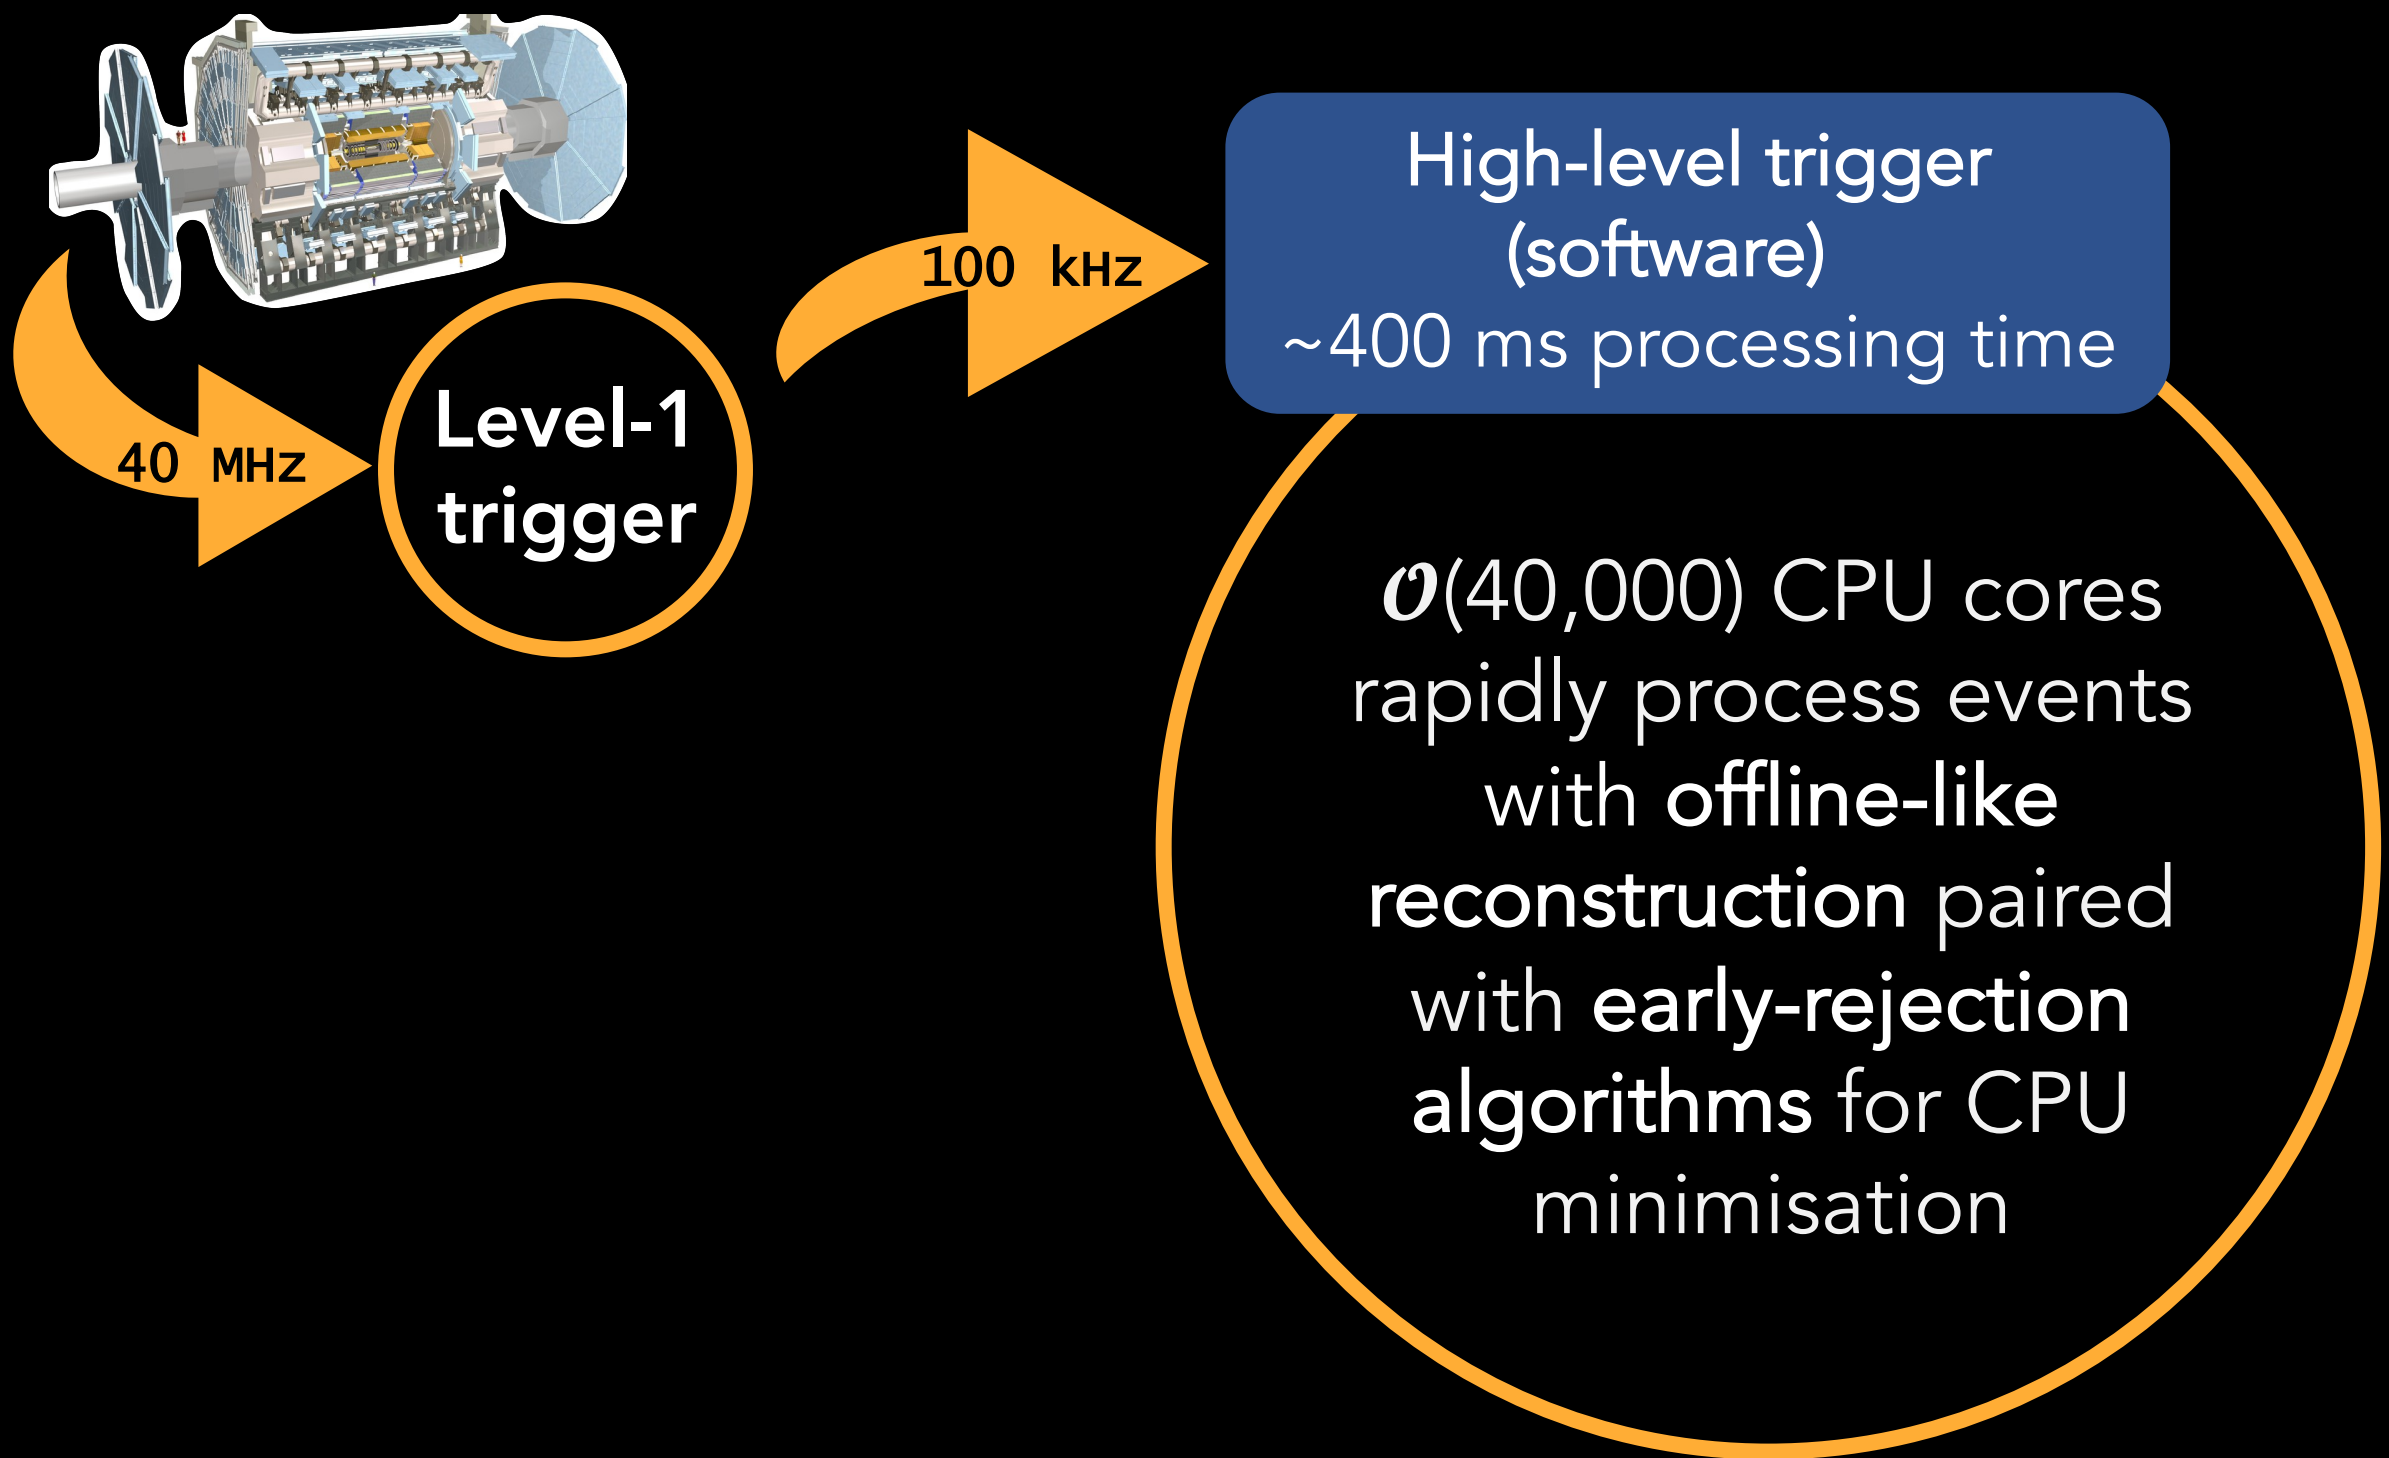 40 MHz
Level-1
trigger
100 kHz
High-level trigger
(software)
~400 ms processing time
𝒪(40,000) CPU cores
rapidly process events
with offline-like
reconstruction paired
with early-rejection
algorithms for CPU
minimisation